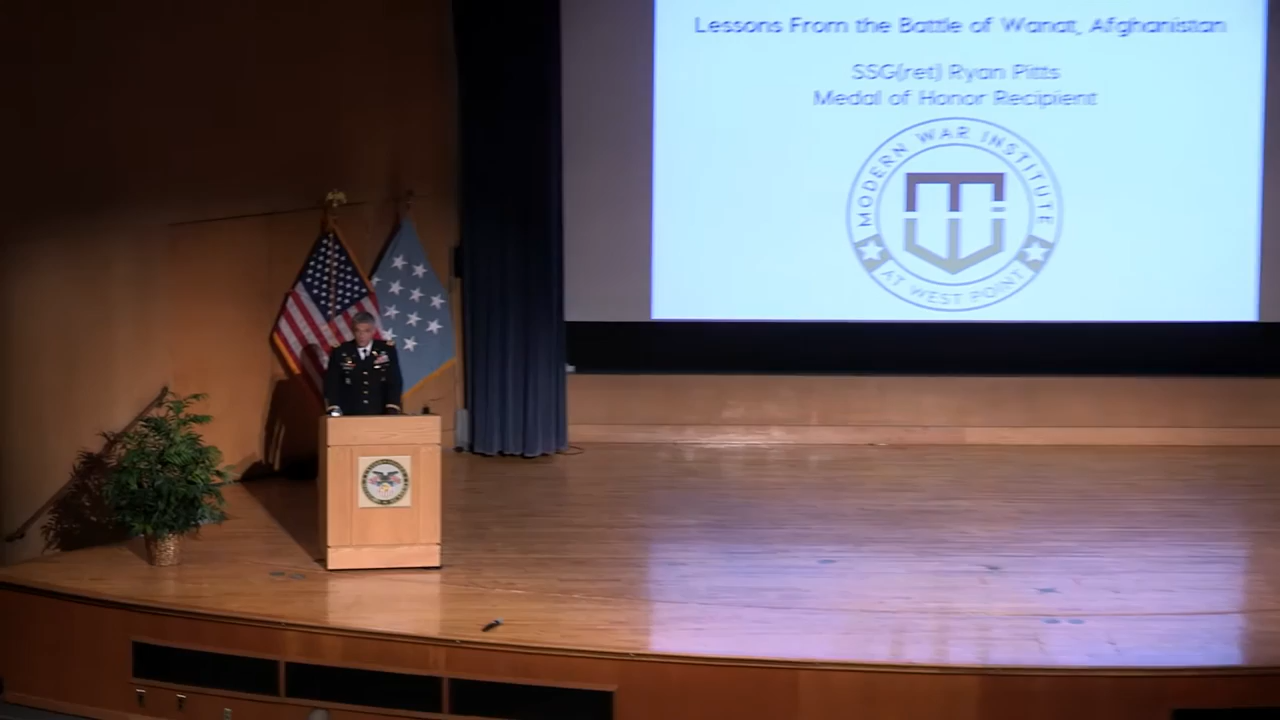 Lessons From the Battle of Wanat, Afghanistan
SSG(ret) Ryan Pitts
Medal of Honor Recipient
MODERN WAR INSTITUTE
AT WEST POINT